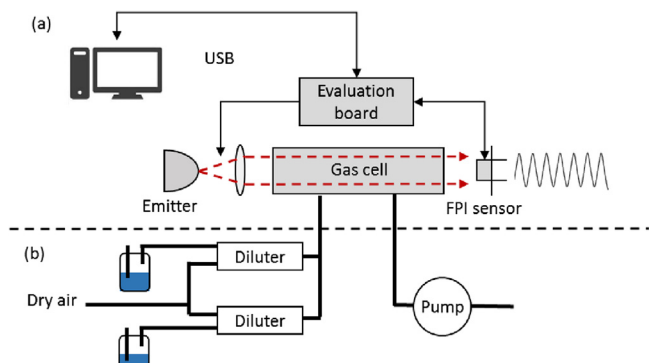 (a)
USB
Evaluation
board
Gas cell
Emitter
FPI sensor
(b)
Diluter
Dry air
Pump
Diluter